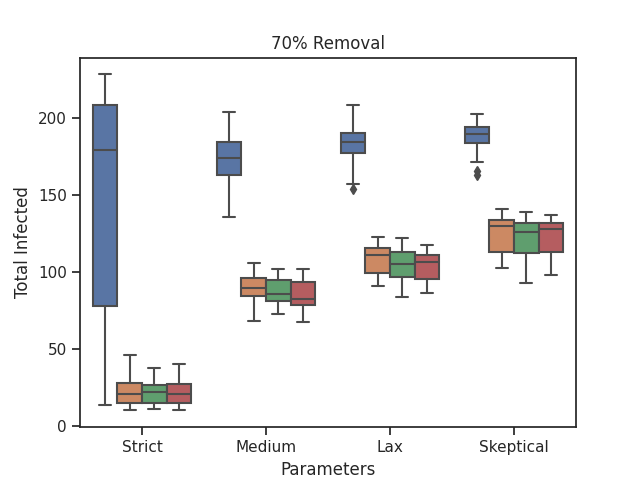 70% Removal
200
150
100
50
0
Total Infected
Strict Medium Lax Skeptical
Parameters